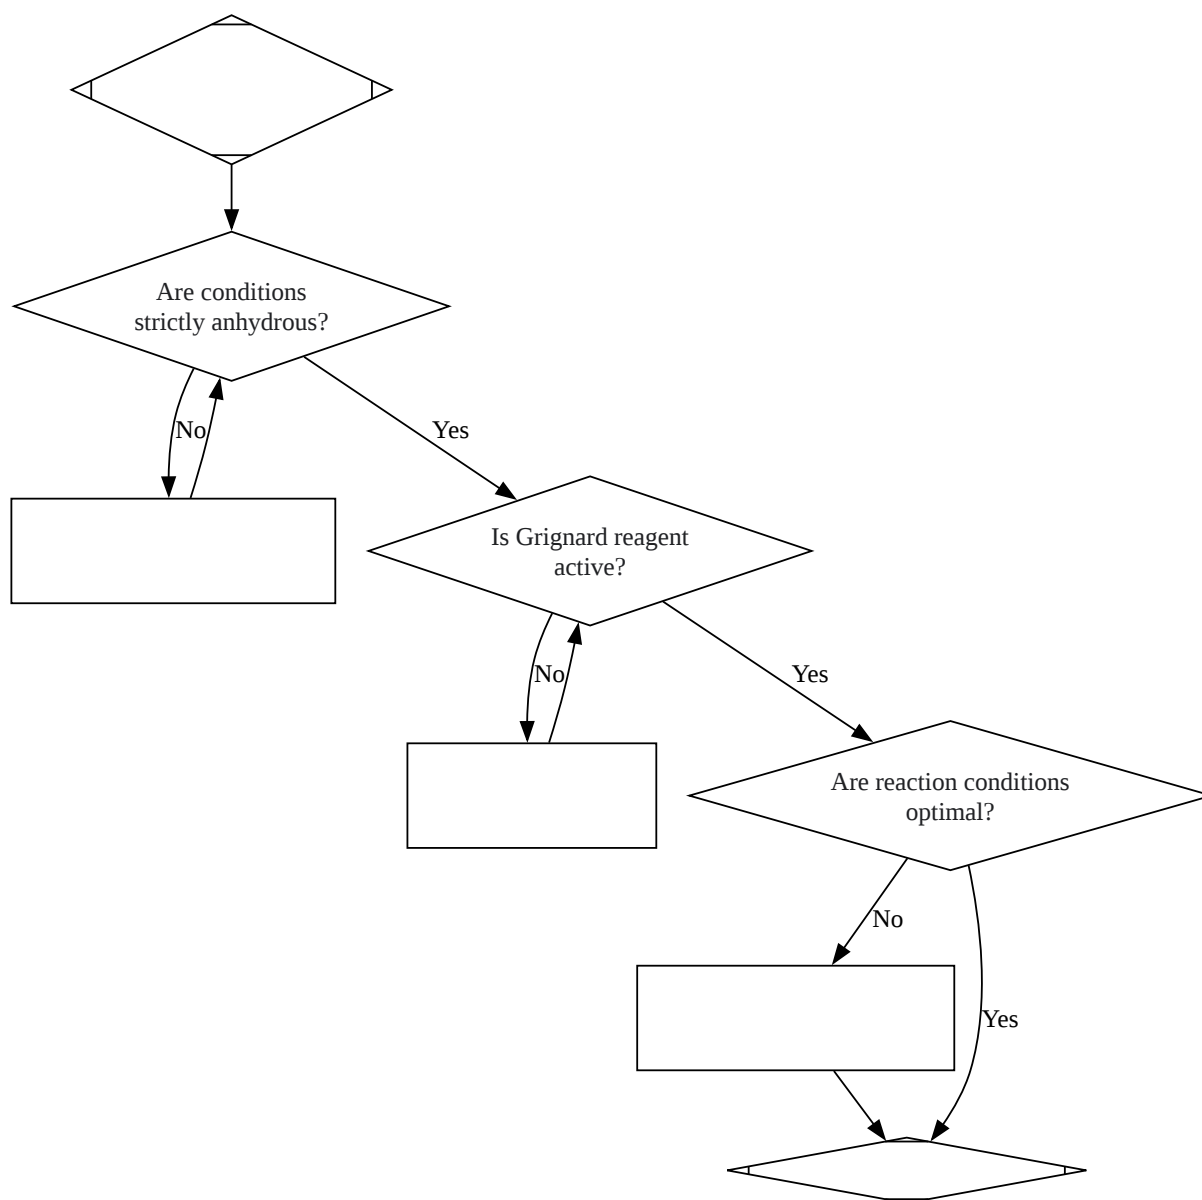 Are conditions
strictly anhydrous?
No
Yes
Is Grignard reagent
active?
No
Yes
Are reaction conditions
optimal?
No
Yes